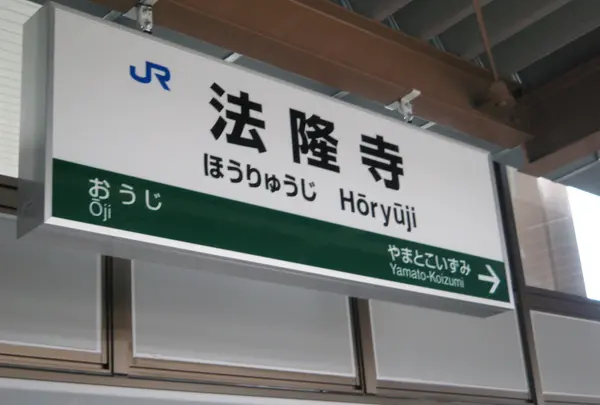 JR
法隆寺
ほうりゅうじ Hōryūji
おうじ
Ōji
やまとこいずみ
Yamato-Koizumi